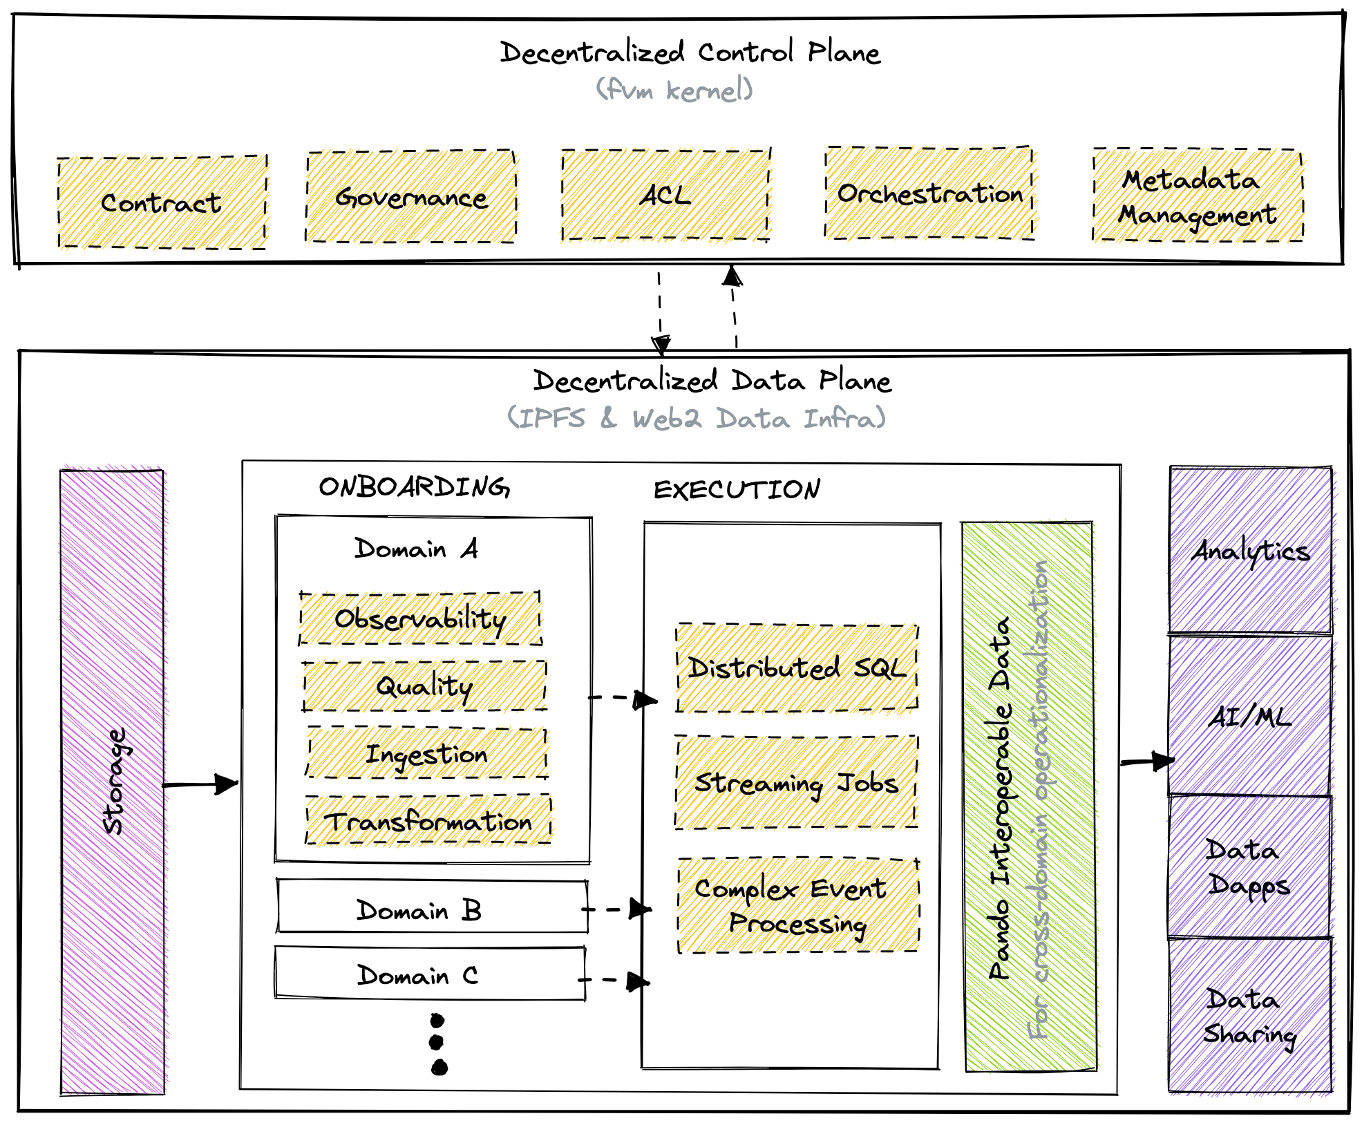 Decentralized Control Plane
(fvm kernel)
Contract
Governance
ACL
Orchestration
Metadata
Management
Decentralized Data Plane
(IPFS & Web2 Data Infra)
Storage
ONBOARDING
Domain A
Observability
Quality
Ingestion
Transformation
Domain B
Domain C
EXECUTION
Distributed SQL
Streaming Jobs
Complex Event
Processing
Pando Interoperable Data
For cross-domain operationalization
Analytics
AI/ML
Data
Dapps
Data
Sharing